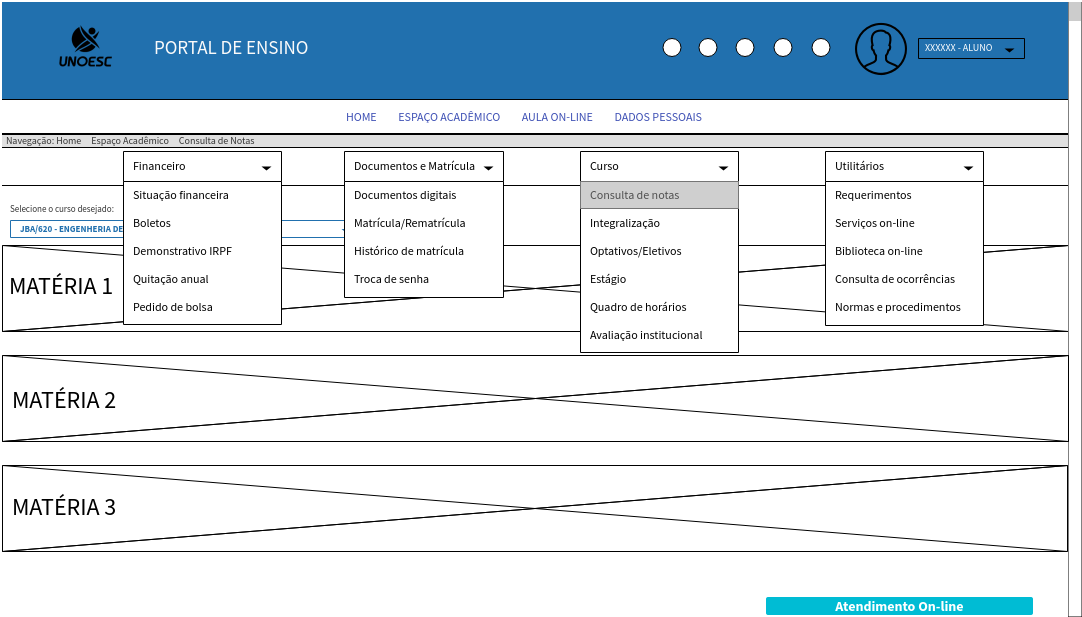 UNOESC
PORTAL DE ENSINO
XXXXXX - ALUNO
HOME ESPAÇO ACADÊMICO AULA ON-LINE DADOS PESSOAIS
Navegação: Home Espaço Acadêmico Consulta de Notas
Financeiro
Situação financeira
Boletos
Demonstrativo IRPF
Quitação anual
Pedido de bolsa
Documentos e Matrícula
Documentos digitais
Matrícula/Rematrícula
Histórico de matrícula
Troca de senha
Curso
Consulta de notas
Integralização
Optativos/Eletivos
Estágio
Quadro de horários
Avaliação institucional
Utilitários
Requerimentos
Serviços on-line
Biblioteca on-line
Consulta de ocorrências
Normas e procedimentos
Selecione o curso desejado:
JBA/620 - ENGENHERIA DE
MATÉRIA 1
MATÉRIA 2
MATÉRIA 3
Atendimento On-line